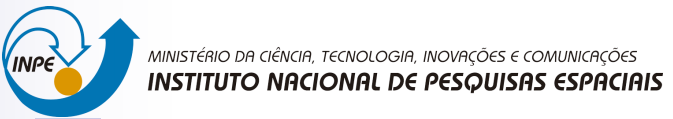 INPE
MINISTÉRIO DA CIÊNCIA, TECNOLOGIA, INOVAÇÕES E COMUNICAÇÕES
INSTITUTO NACIONAL DE PESQUISAS ESPACIAIS